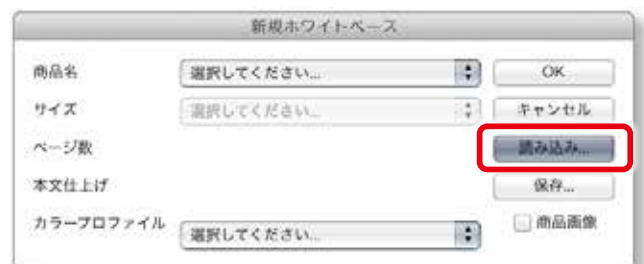 新規ホワイトベース
商品名 選択してください... OK
サイズ 選択してください... キャンセル
ページ数 読み込み...
本文仕上げ 保存...
カラープロファイル 選択してください... 商品画像